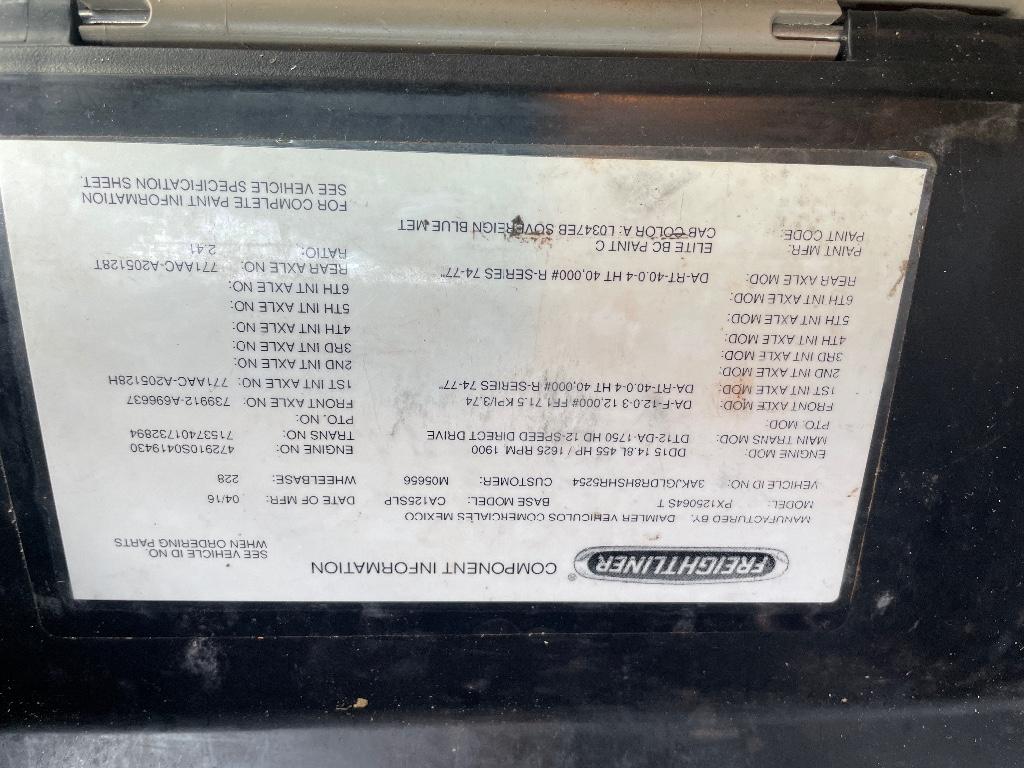 FREIGHTLINER ® COMPONENT INFORMATION SEE VEHICLE ID NO. WHEN ORDERING PARTS
MANUFACTURED BY: DAIMLER VEHICULOS COMERCIALES MEXICO
MODEL: PX125064S T BASE MODEL: CA125SLP DATE OF MFR: 04/16
VEHICLE ID NO: 3AKJGLDR8HSHR5254 CUSTOMER: M05656 WHEELBASE: 228
ENGINE MOD: DD15 14.8L 455 HP / 1625 RPM, 1900 ENGINE NO: 472910S0419430
MAIN TRANS MOD: DT12-DA-1750 HD 12-SPEED DIRECT DRIVE TRANS NO: 71537401732894
PTO. MOD: PTO. NO:
FRONT AXLE MOD: DA-F-12.0-3 12,000# FF1 71.5 KPI/3.74 FRONT AXLE NO: 739912-A696637
1ST INT AXLE MOD: DA-RT-40.0-4 HT 40,000# R-SERIES 74-77" 1ST INT AXLE NO: 771AAC-A205128H
2ND INT AXLE MOD: 2ND INT AXLE NO:
3RD INT AXLE MOD: 3RD INT AXLE NO:
4TH INT AXLE MOD: 4TH INT AXLE NO:
5TH INT AXLE MOD: 5TH INT AXLE NO:
6TH INT AXLE MOD: 6TH INT AXLE NO:
REAR AXLE MOD: DA-RT-40.0-4 HT 40,000# R-SERIES 74-77" REAR AXLE NO: 771AAC-A205128T
RATIO: 2.41
PAINT MFR: ELITE BC PAINT C
PAINT CODE: CAB COLOR A: L0347EB SOVEREIGN BLUE MET
FOR COMPLETE PAINT INFORMATION
SEE VEHICLE SPECIFICATION SHEET.